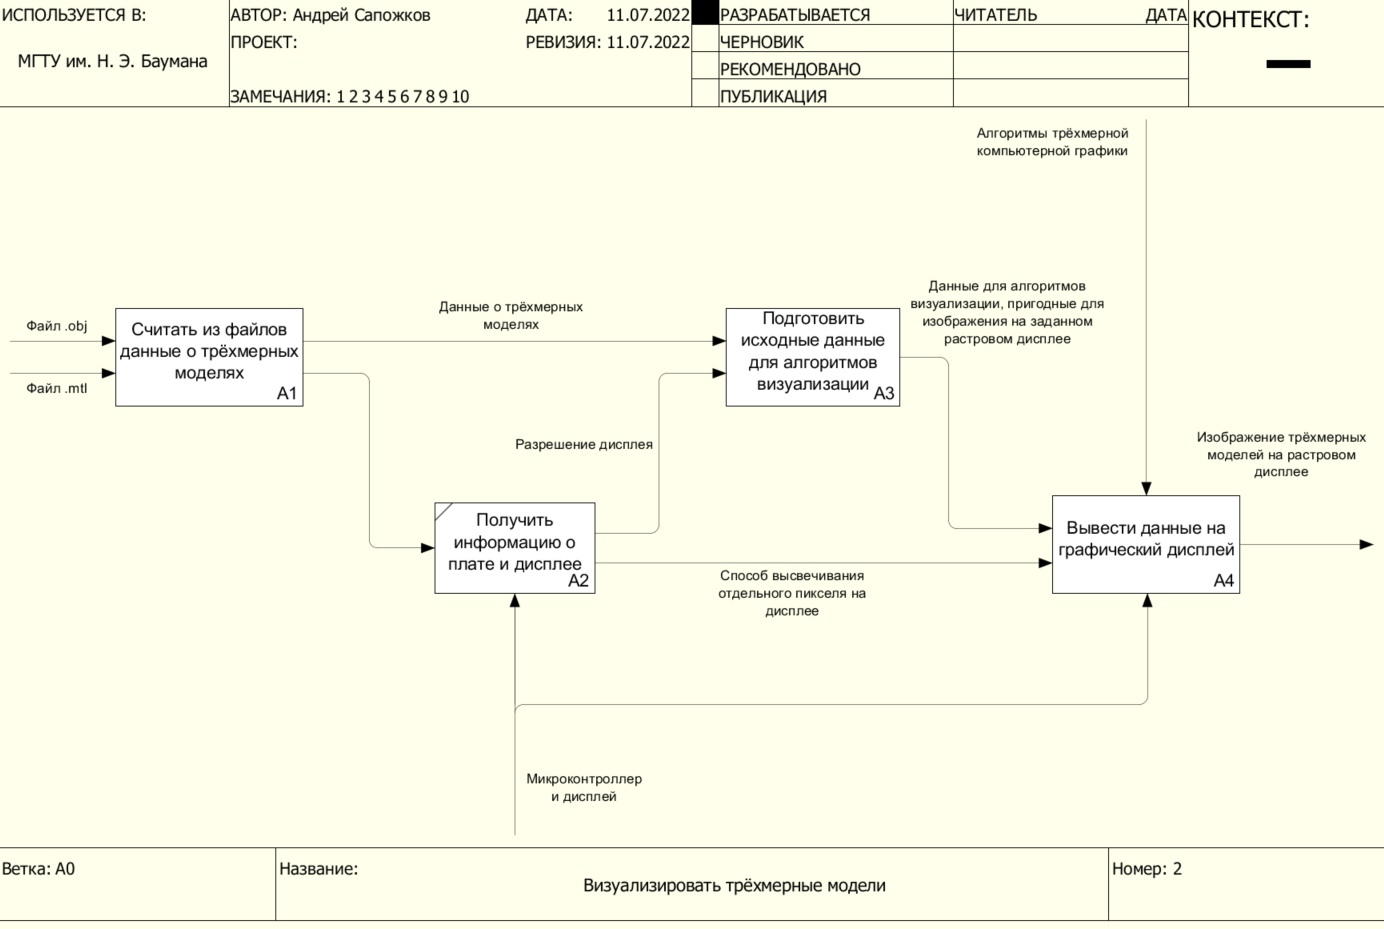 ИСПОЛЬЗУЕТСЯ В:
МГТУ им. Н. Э. Баумана
АВТОР: Андрей Сапожков
ДАТА: 11.07.2022
ПРОЕКТ:
РЕВИЗИЯ: 11.07.2022
ЗАМЕЧАНИЯ: 1 2 3 4 5 6 7 8 9 10
РАЗРАБАТЫВАЕТСЯ
ЧЕРНОВИК
РЕКОМЕНДОВАНО
ПУБЛИКАЦИЯ
ЧИТАТЕЛЬ
ДАТА
КОНТЕКСТ:
Алгоритмы трёхмерной
компьютерной графики
Файл .obj
Файл .mtl
Считать из файлов
данные о трёхмерных
моделях
A1
Данные о трёхмерных
моделях
Подготовить
исходные данные
для алгоритмов
визуализации
A3
Данные для алгоритмов
визуализации, пригодные для
изображения на заданном
растровом дисплее
Разрешение дисплея
Получить
информацию о
плате и дисплее
A2
Способ высвечивания
отдельного пикселя на
дисплее
Вывести данные на
графический дисплей
A4
Изображение трёхмерных
моделей на растровом
дисплее
Микроконтроллер
и дисплей
Ветка: A0
Название:
Визуализировать трёхмерные модели
Номер: 2